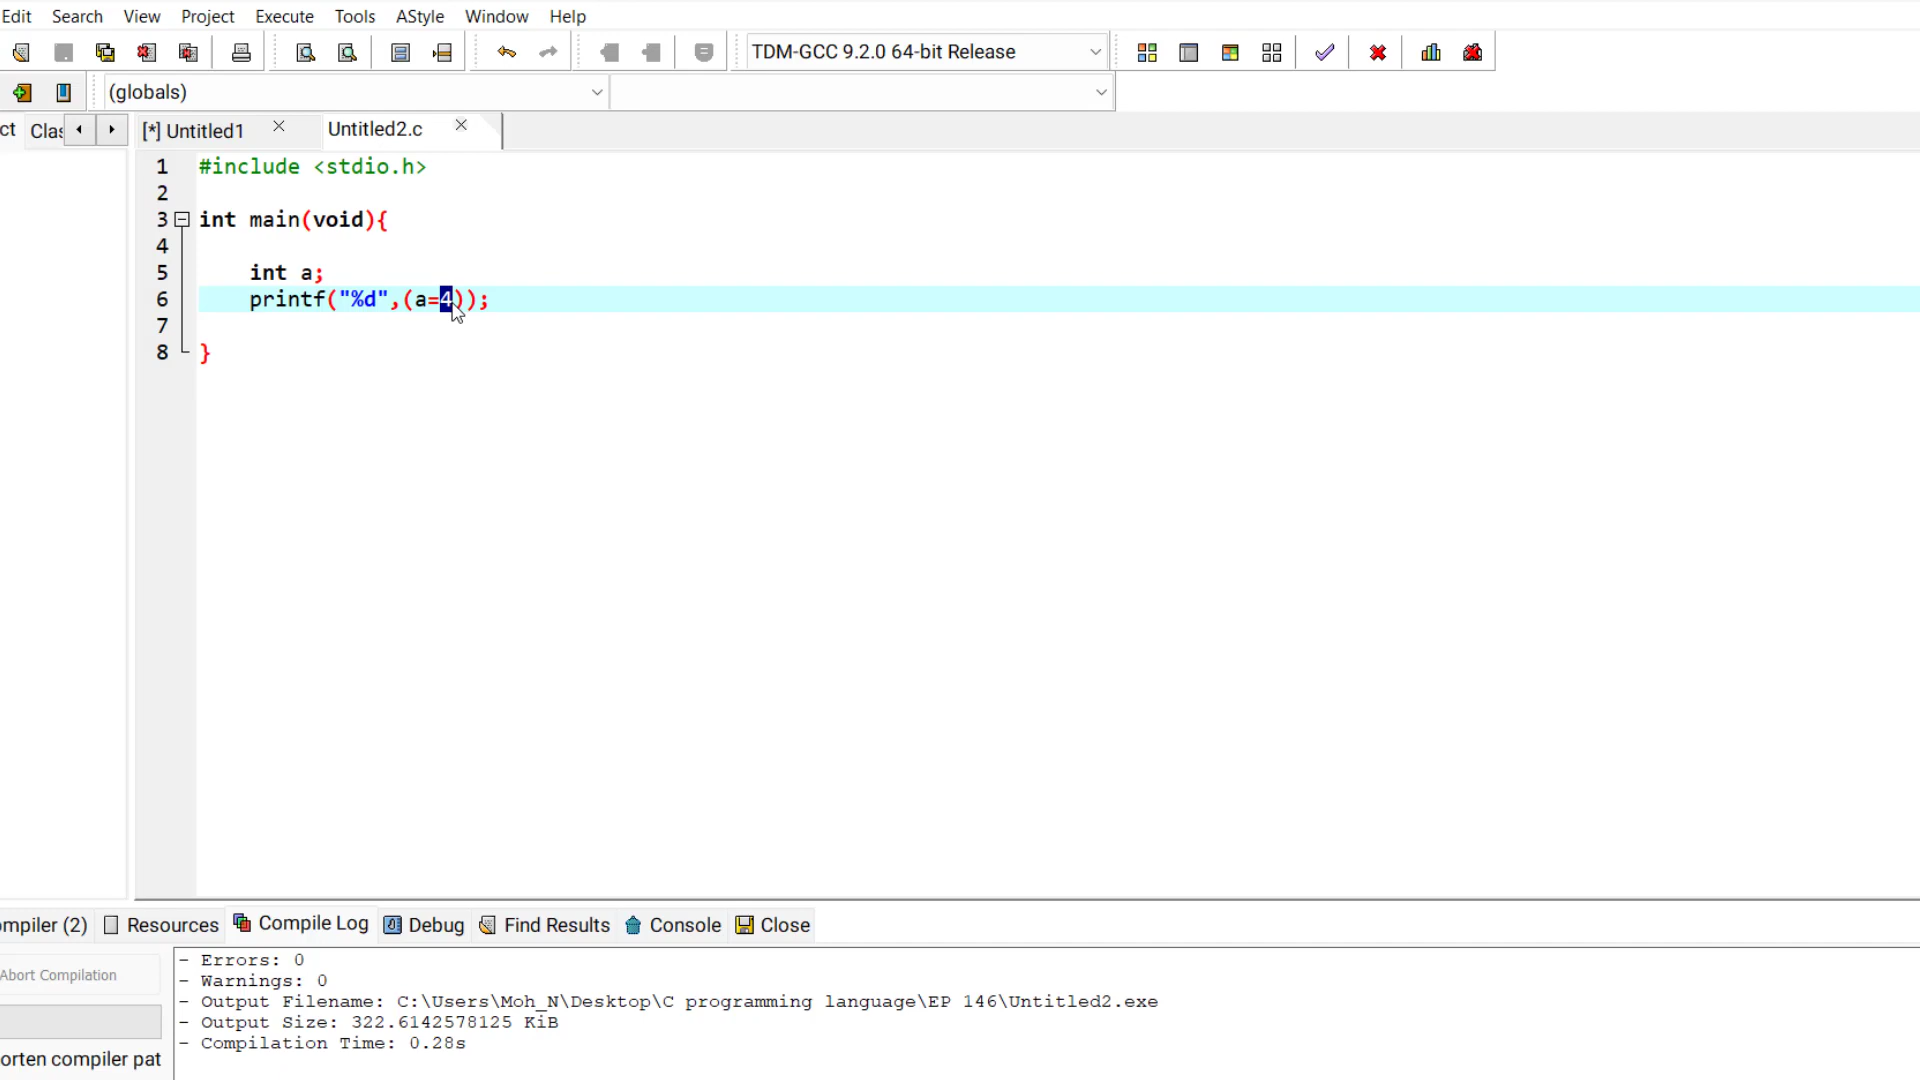 Edit Search View Project Execute Tools AStyle Window Help
TDM-GCC 9.2.0 64-bit Release
(globals)
ct Clas [*] Untitled1 Untitled2.c
1 #include <stdio.h>
2
3 int main(void){
4
5 int a;
6 printf("%d",(a=4));
7
8 }
ompiler (2) Resources Compile Log Debug Find Results Console Close
Abort Compilation
orten compiler pat
- Errors: 0
- Warnings: 0
- Output Filename: C:\Users\Moh_N\Desktop\C programming language\EP 146\Untitled2.exe
- Output Size: 322.6142578125 KiB
- Compilation Time: 0.28s